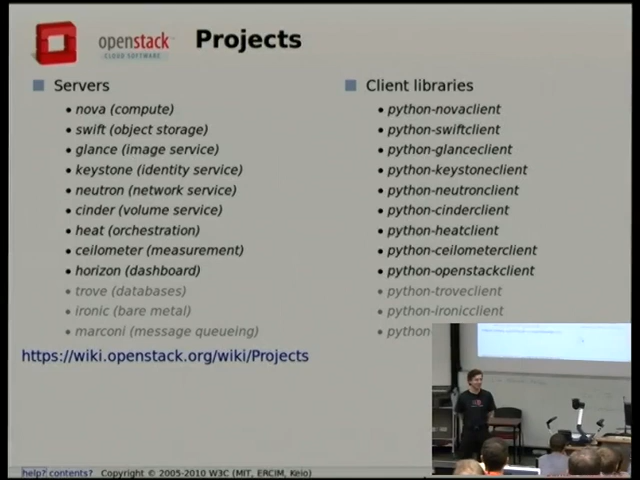 openstack
CLOUD SOFTWARE
Projects
Servers
nova (compute)
swift (object storage)
glance (image service)
keystone (identity service)
neutron (network service)
cinder (volume service)
heat (orchestration)
ceilometer (measurement)
horizon (dashboard)
trove (databases)
ironic (bare metal)
marconi (message queueing)
https://wiki.openstack.org/wiki/Projects
Client libraries
python-novaclient
python-swiftclient
python-glanceclient
python-keystoneclient
python-neutronclient
python-cinderclient
python-heatclient
python-ceilometerclient
python-openstackclient
python-troveclient
python-ironicclient
python-
help? contents? Copyright © 2005-2010 W3C (MIT, ERCIM, Keio)